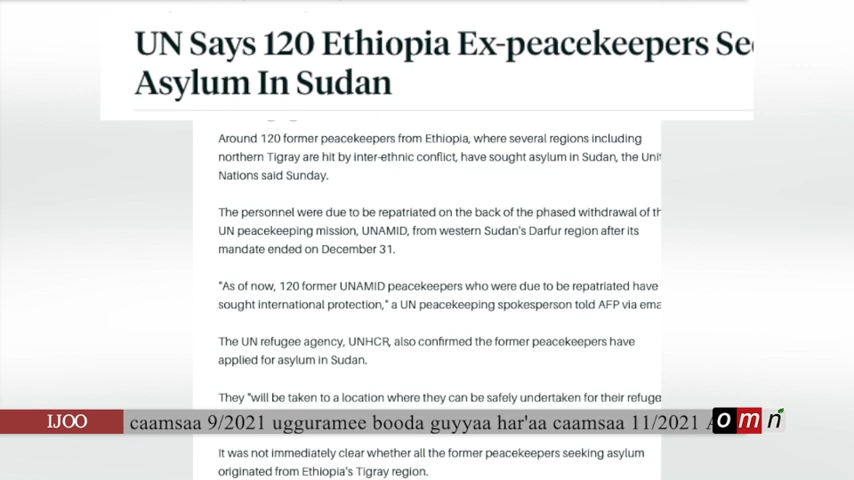 UN Says 120 Ethiopia Ex-peacekeepers
Asylum In Sudan
Around 120 former peacekeepers from Ethiopia, where several regions including
northern Tigray are hit by inter-ethnic conflict, have sought asylum in Sudan, the
Nations said Sunday.
The personnel were due to be repatriated on the back of the phased withdrawal of
UN peacekeeping mission, UNAMID, from western Sudan's Darfur region after its
mandate ended on December 31.
"As of now, 120 former UNAMID peacekeepers who were due to be repatriated have
sought international protection," a UN peacekeeping spokesperson told AFP via
The UN refugee agency, UNHCR, also confirmed the former peacekeepers have
applied for asylum in Sudan.
They "will be taken to a location where they can be safely undertaken for their
IJOO caamsaa 9/2021 ugguramee booda guyyaa har'aa caamsaa 11/2021 omn
It was not immediately clear whether all the former peacekeepers seeking asylum
originated from Ethiopia's Tigray region.